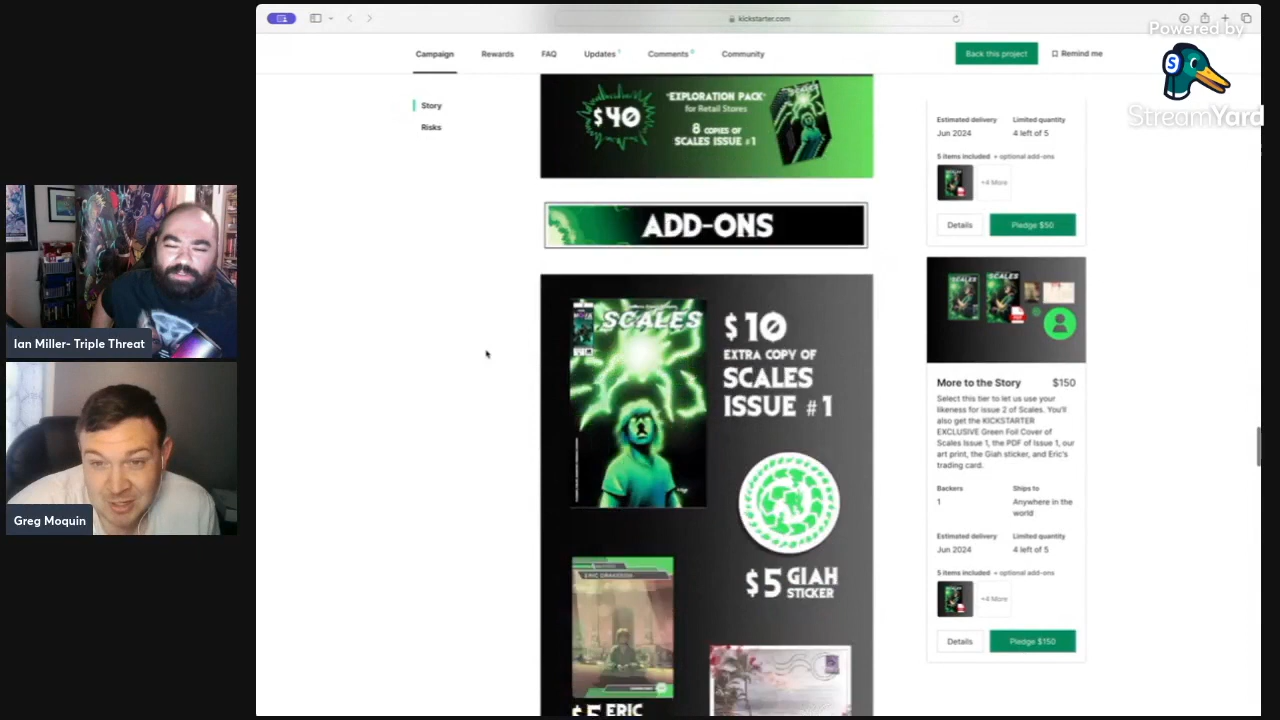 kickstarter.com
Powered by
StreamYard
Campaign
Rewards
FAQ
Updates
Comments
Community
Back this project
Remind me
Story
Risks
$40
"EXPLORATION PACK"
for Retail Stores
8 COPIES OF
SCALES ISSUE #1
ADD-ONS
SCALES
$10
EXTRA COPY OF
SCALES
ISSUE #1
$5 GIAH
STICKER
$5 ERIC
Estimated delivery
Limited quantity
Jun 2024
4 left of 5
5 items included + optional add-ons
+4 More
Details
Pledge $50
SCALES
More to the Story
$150
Select this tier to let us use your
likeness for issue 2 of Scales. You'll
also get the KICKSTARTER
EXCLUSIVE Green Foil Cover of
Scales Issue 1, the PDF of Issue 1, our
art print, the Giah sticker, and Eric's
trading card.
Backers
Ships to
1
Anywhere in the
world
Estimated delivery
Limited quantity
Jun 2024
4 left of 5
5 items included + optional add-ons
+4 More
Details
Pledge $150
Ian Miller- Triple Threat
Greg Moquin